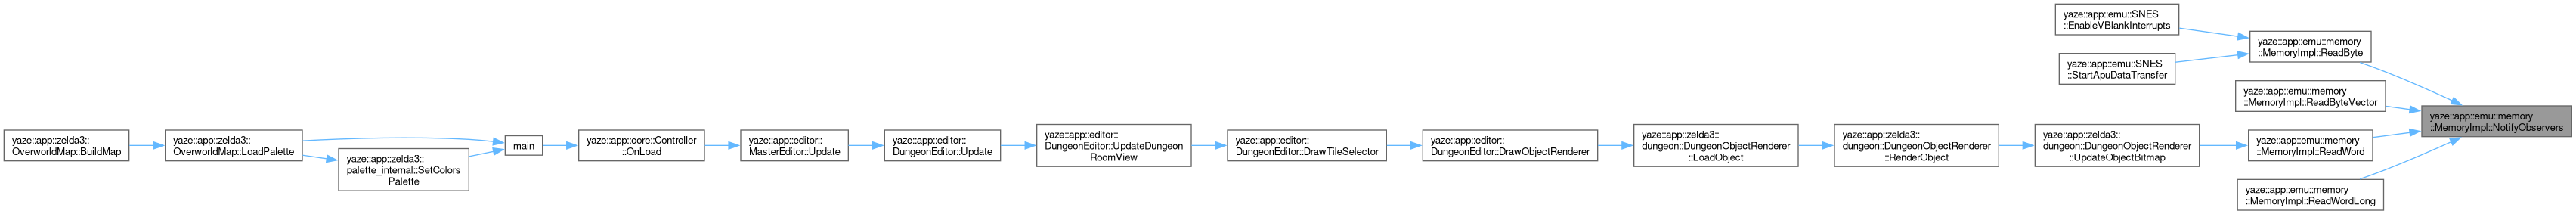 yaze::app::zelda3::
OverworldMap::BuildMap
yaze::app::zelda3::
OverworldMap::LoadPalette
yaze::app::zelda3::
palette_internal::SetColors
Palette
main
yaze::app::core::Controller
::OnLoad
yaze::app::editor::
MasterEditor::Update
yaze::app::editor::
DungeonEditor::Update
yaze::app::editor::
DungeonEditor::UpdateDungeon
RoomView
yaze::app::editor::
DungeonEditor::DrawTileSelector
yaze::app::editor::
DungeonEditor::DrawObjectRenderer
yaze::app::zelda3::
dungeon::DungeonObjectRenderer
::LoadObject
yaze::app::zelda3::
dungeon::DungeonObjectRenderer
::RenderObject
yaze::app::zelda3::
dungeon::DungeonObjectRenderer
::UpdateObjectBitmap
yaze::app::emu::SNES
::EnableVBlankInterrupts
yaze::app::emu::SNES
::StartApuDataTransfer
yaze::app::emu::memory
::MemoryImpl::ReadByte
yaze::app::emu::memory
::MemoryImpl::ReadByteVector
yaze::app::emu::memory
::MemoryImpl::ReadWord
yaze::app::emu::memory
::MemoryImpl::ReadWordLong
yaze::app::emu::memory
::MemoryImpl::NotifyObservers